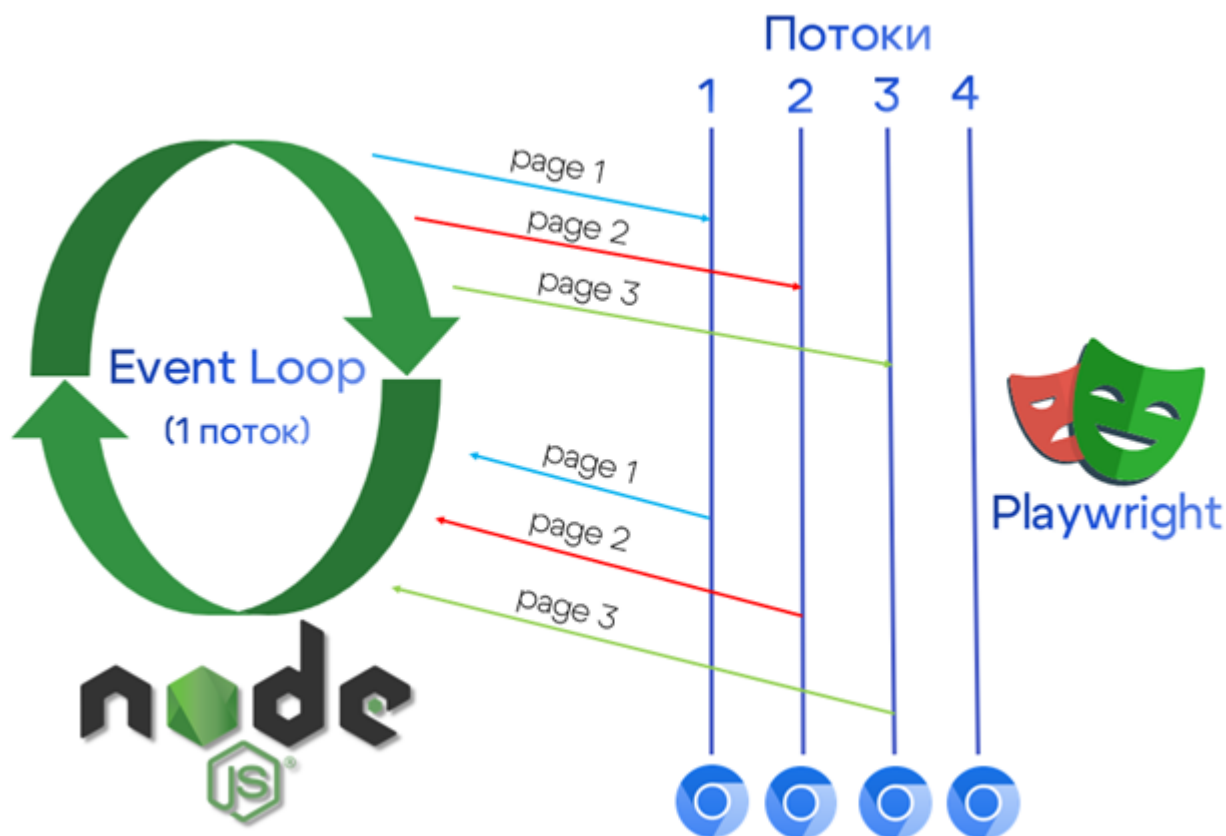 Потоки
1 2 3 4
page 1
page 2
page 3
Event Loop
(1 поток)
page 1
page 2
page 3
Playwright
node
JS®